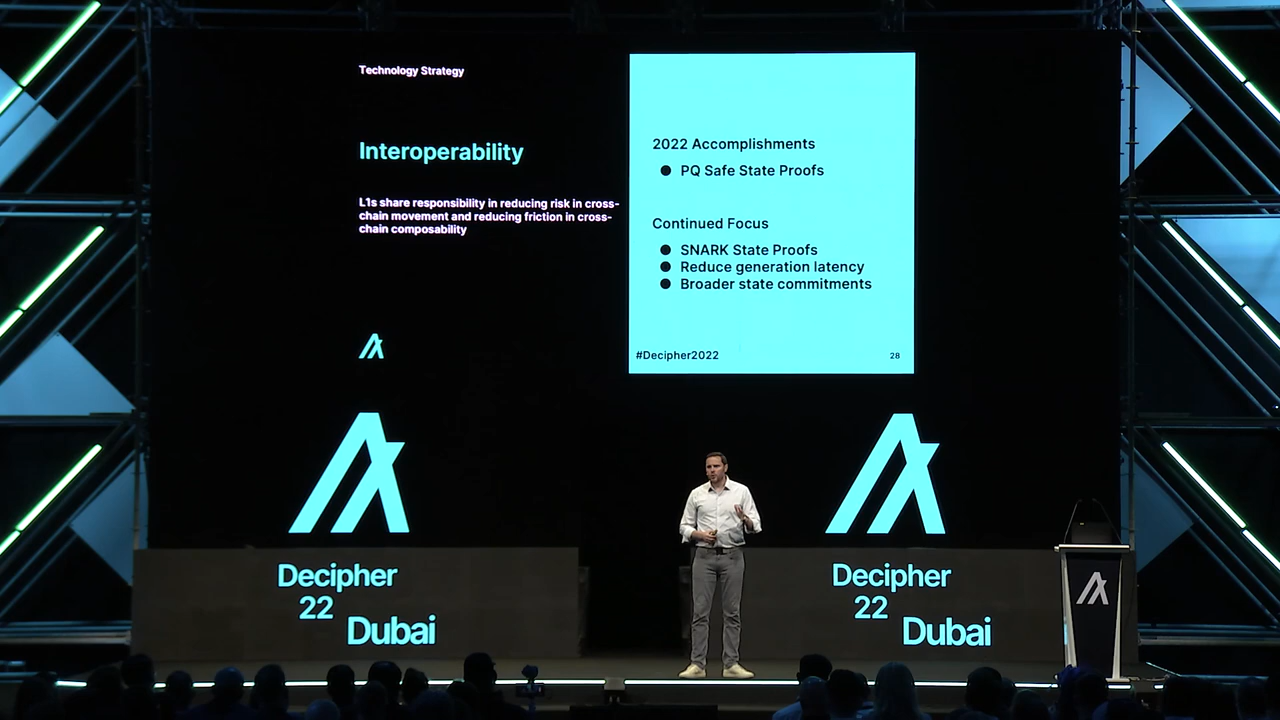 Technology Strategy
Interoperability
L1s share responsibility in reducing risk in cross-
chain movement and reducing friction in cross-
chain composability
2022 Accomplishments
● PQ Safe State Proofs
Continued Focus
● SNARK State Proofs
● Reduce generation latency
● Broader state commitments
#Decipher2022
28
Decipher
22
Dubai
Decipher
22
Dubai